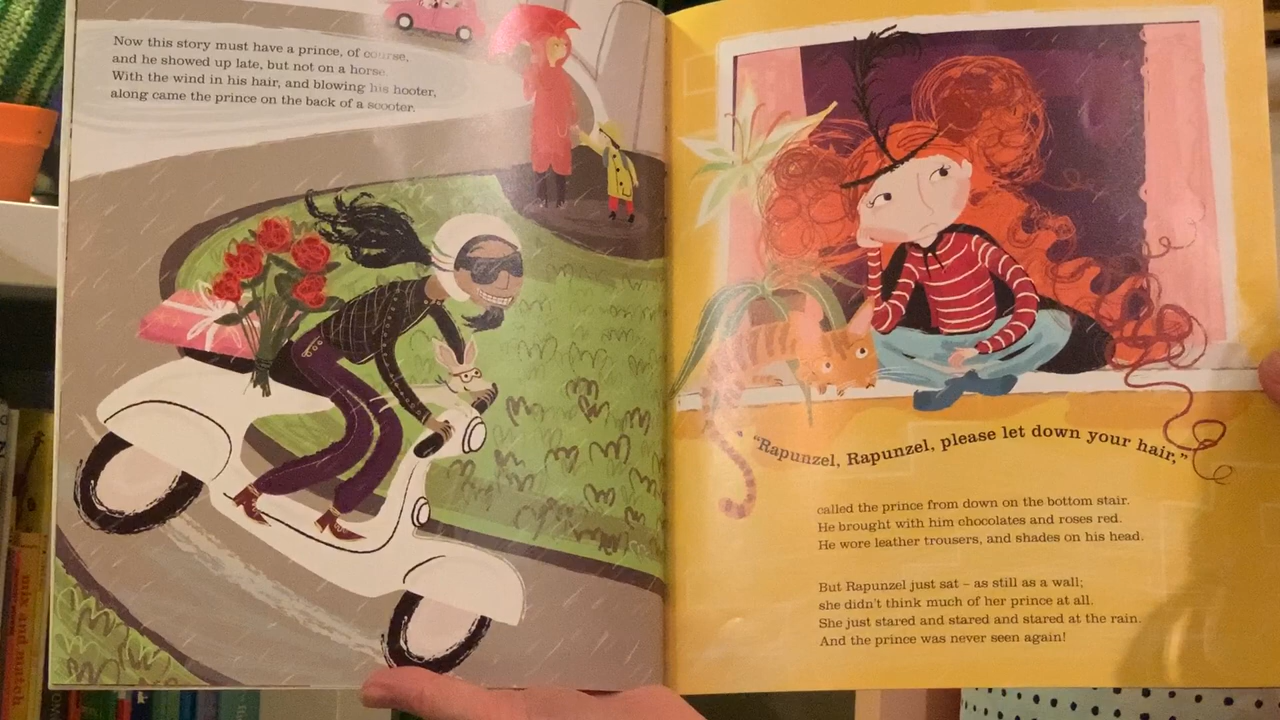 Now this story must have a prince, of course,
and he showed up late, but not on a horse.
With the wind in his hair, and blowing his hooter,
along came the prince on the back of a scooter.
"Rapunzel, Rapunzel, please let down your hair,"
called the prince from down on the bottom stair.
He brought with him chocolates and roses red.
He wore leather trousers, and shades on his head.
But Rapunzel just sat – as still as a wall;
she didn't think much of her prince at all.
She just stared and stared and stared at the rain.
And the prince was never seen again!
mix and match